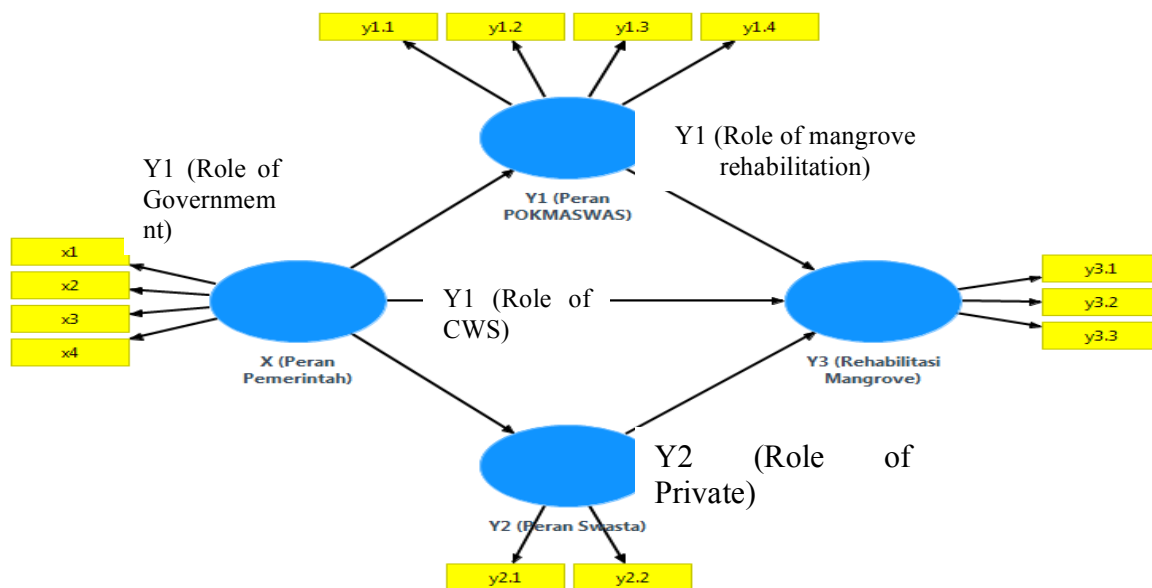 y1.1
y1.2
y1.3
y1.4
Y1 (Role of
Governmem
nt)
Y1 (Role of mangrove
rehabilitation)
Y1 (Peran
POKMASWAS)
x1
x2
x3
x4
X (Peran
Pemerintah)
Y1 (Role of
CWS)
y3.1
y3.2
y3.3
Y3 (Rehabilitasi
Mangrove)
Y2 (Role of
Private)
Y2 (Peran Swasta)
y2.1
y2.2